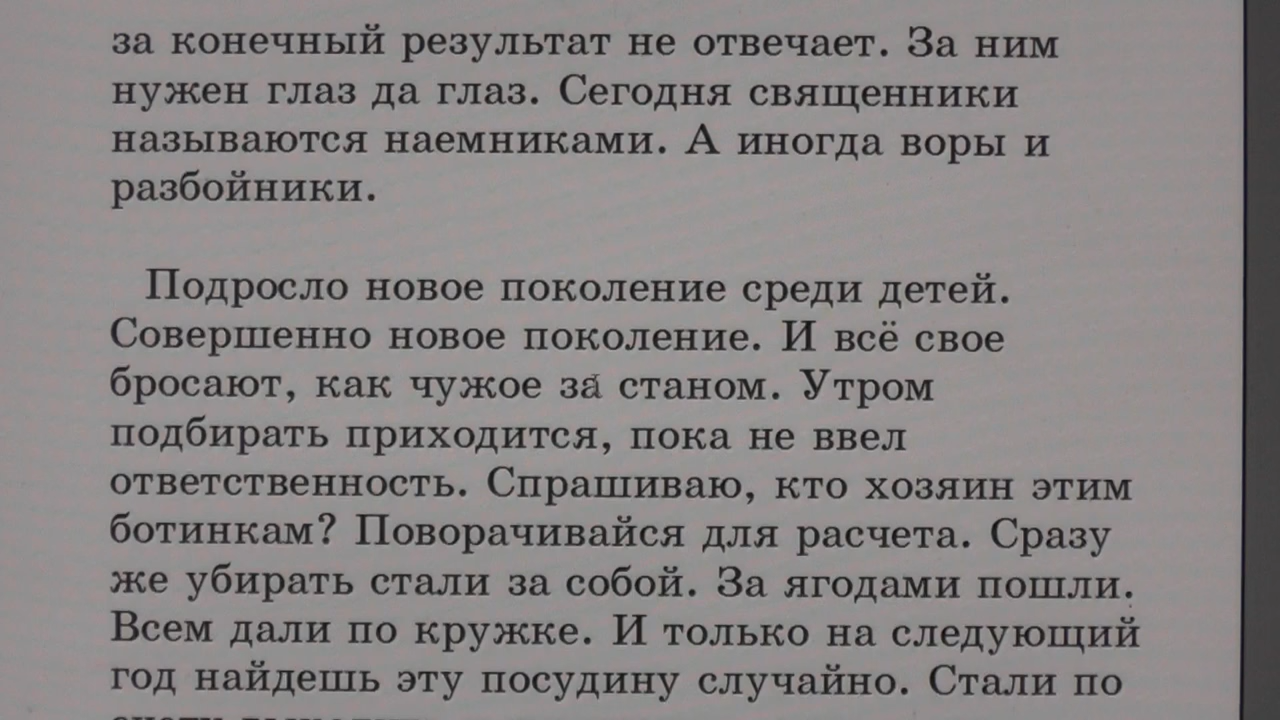 за конечный результат не отвечает. За ним
нужен глаз да глаз. Сегодня священники
называются наемниками. А иногда воры и
разбойники.
Подросло новое поколение среди детей.
Совершенно новое поколение. И всё свое
бросают, как чужое за станом. Утром
подбирать приходится, пока не ввел
ответственность. Спрашиваю, кто хозяин этим
ботинкам? Поворачивайся для расчета. Сразу
же убирать стали за собой. За ягодами пошли.
Всем дали по кружке. И только на следующий
год найдешь эту посудину случайно. Стали по